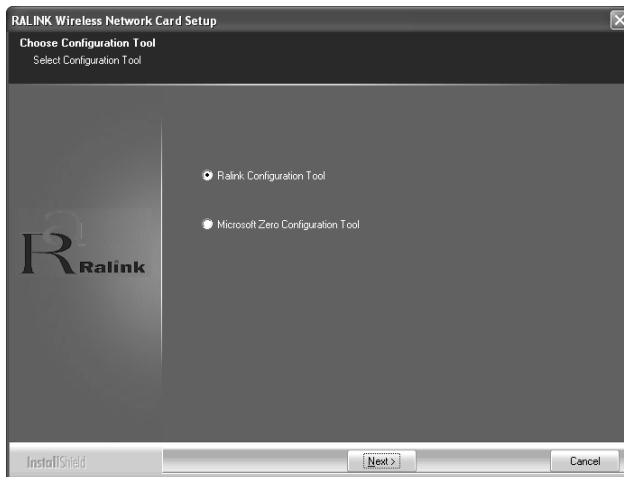 RALINK Wireless Network Card Setup
Choose Configuration Tool
Select Configuration Tool
Ralink Configuration Tool
Microsoft Zero Configuration Tool
Ralink
InstallShield
Next >
Cancel